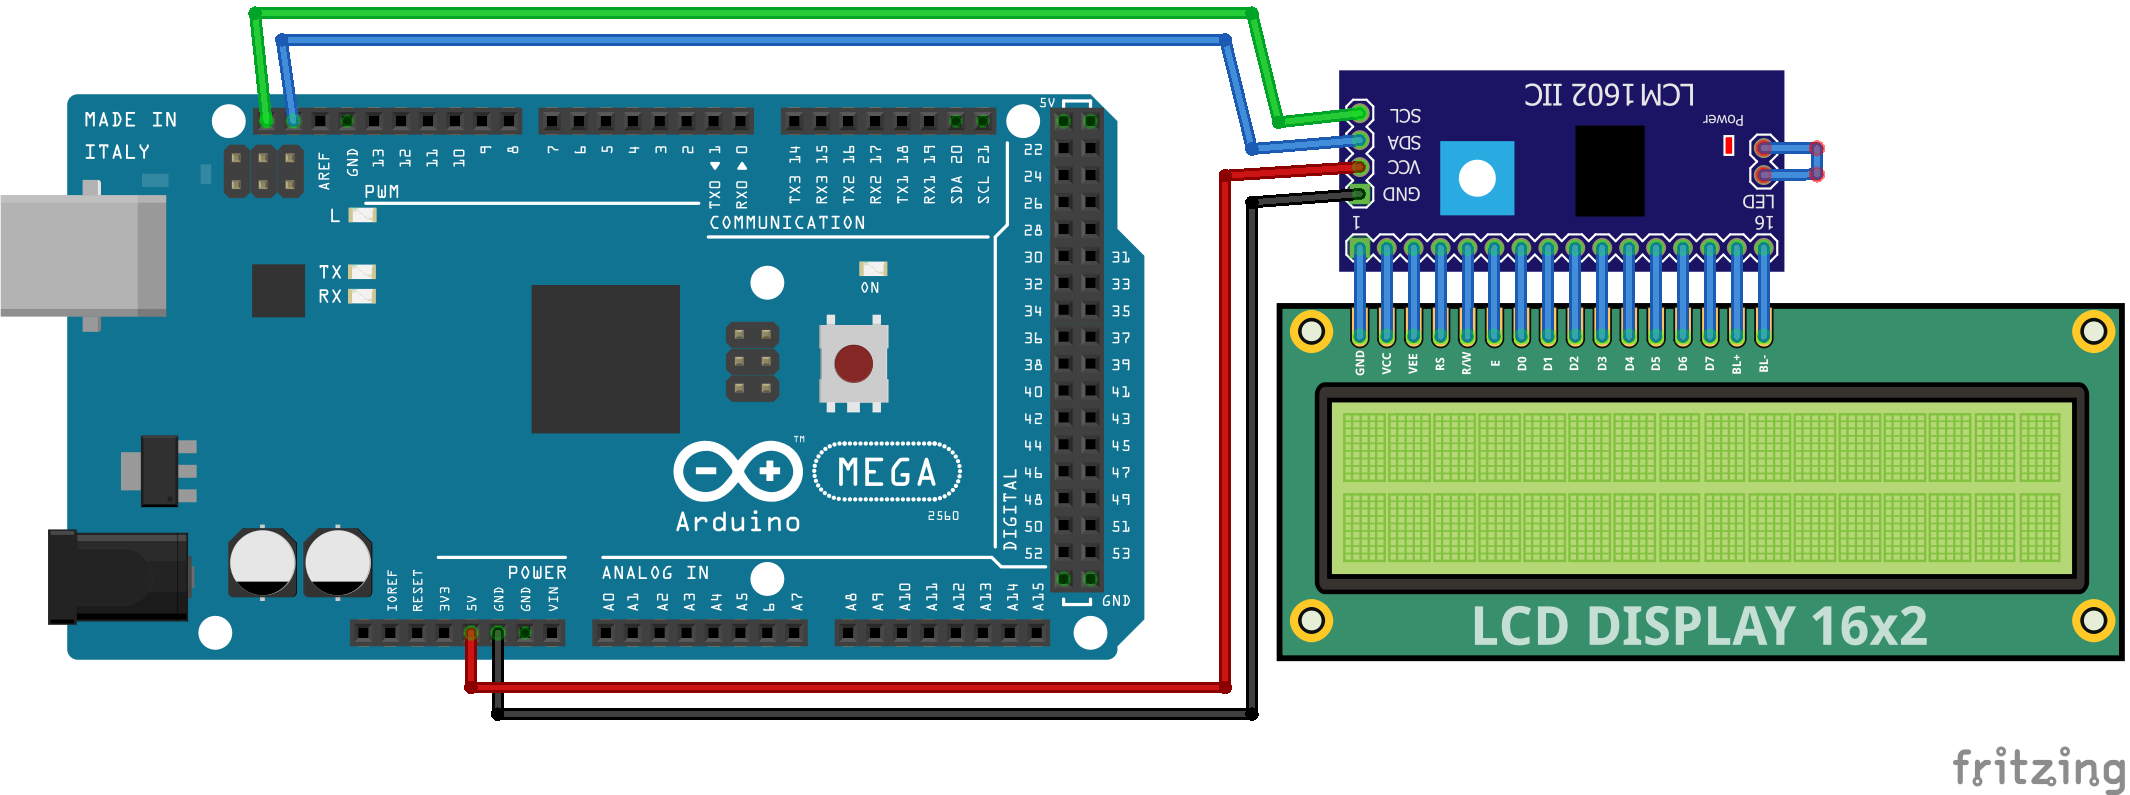 MADE IN
ITALY
AREF
GND
13
12
11
10
9
8
7
6
5
4
3
2
TX0 1
RX0 0
TX3 14
RX3 15
TX2 16
RX2 17
TX1 18
RX1 19
SDA 20
SCL 21
PWM
L
TX
RX
COMMUNICATION
ON
5V
22
24
26
28
30 31
32 33
34 35
36 37
38 39
40 41
42 43
44 45
46 47
48 49
50 51
52 53
GND
DIGITAL
MEGA
TM
Arduino
2560
POWER
IOREF
RESET
3V3
5V
GND
GND
VIN
ANALOG IN
A0
A1
A2
A3
A4
A5
6
A7
A8
A9
A10
A11
A12
A13
A14
A15
LCM1602 IIC
SCL
SDA
VCC
GND
Power
LED
1
16
GND
VCC
VEE
RS
R/W
E
D0
D1
D2
D3
D4
D5
D6
D7
BL+
BL-
LCD DISPLAY 16x2
fritzing